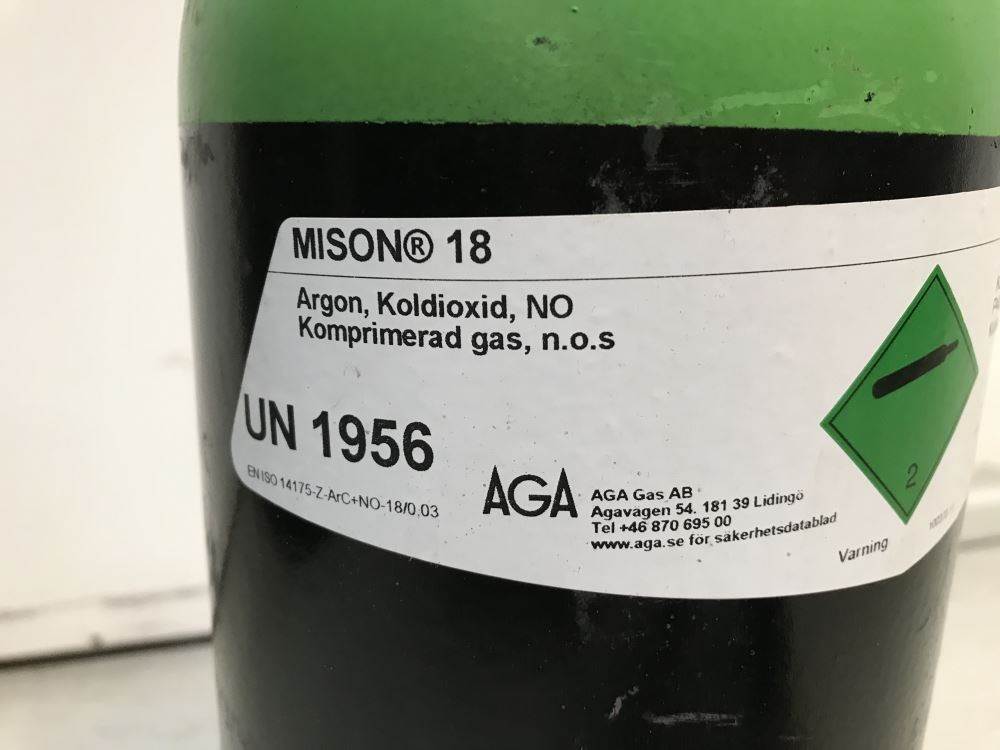 MISON® 18
Argon, Koldioxid, NO
Komprimerad gas, n.o.s
UN 1956
EN ISO 14175-Z-ArC+NO-18/0,03
AGA
AGA Gas AB
Agavägen 54. 181 39 Lidingö
Tel +46 870 695 00
www.aga.se för säkerhetsdatablad
2
Varning